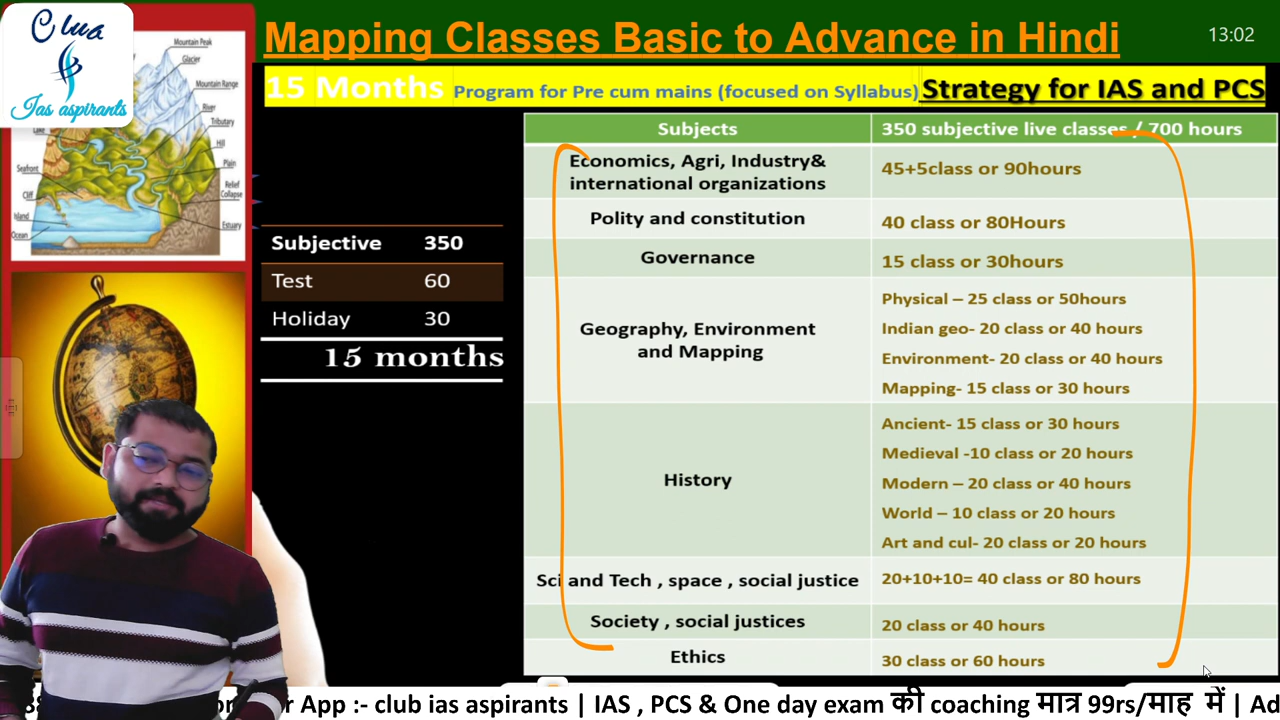 Clua
Ias aspirants
Mapping Classes Basic to Advance in Hindi
13:02
15 Months Program for Pre cum mains (focused on Syllabus) Strategy for IAS and PCS
Mountain Peak
Glacier
Mountain Range
River
Tributary
Hill
Plain
Relief
Collapse
Estuary
Lake
Seafront
Cliff
Island
Ocean
Subjective 350
Test 60
Holiday 30
15 months
Subjects 350 subjective live classes / 700 hours
Economics, Agri, Industry&
international organizations
45+5class or 90hours
Polity and constitution 40 class or 80Hours
Governance 15 class or 30hours
Geography, Environment
and Mapping
Physical – 25 class or 50hours
Indian geo- 20 class or 40 hours
Environment- 20 class or 40 hours
Mapping- 15 class or 30 hours
History
Ancient- 15 class or 30 hours
Medieval -10 class or 20 hours
Modern – 20 class or 40 hours
World – 10 class or 20 hours
Art and cul- 20 class or 20 hours
Sci and Tech , space , social justice 20+10+10= 40 class or 80 hours
Society , social justices 20 class or 40 hours
Ethics 30 class or 60 hours
App :- club ias aspirants | IAS , PCS & One day exam की coaching मात्र 99rs/माह में |